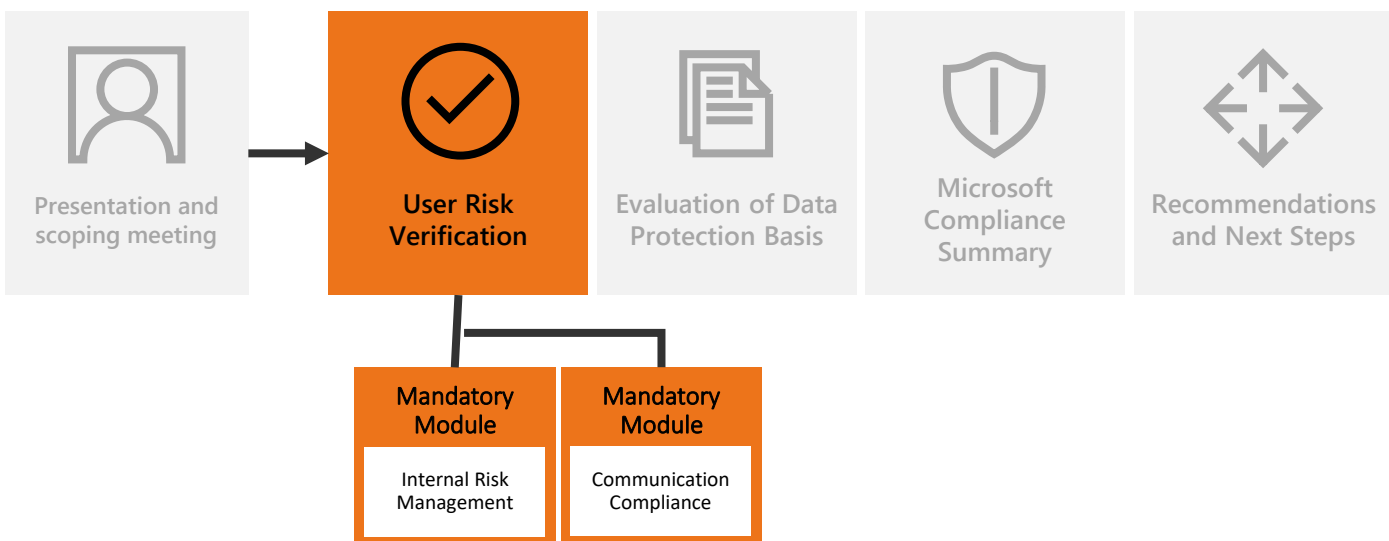 Presentation and
scoping meeting
User Risk
Verification
Evaluation of Data
Protection Basis
Microsoft
Compliance
Summary
Recommendations
and Next Steps
Mandatory
Module
Internal Risk
Management
Mandatory
Module
Communication
Compliance